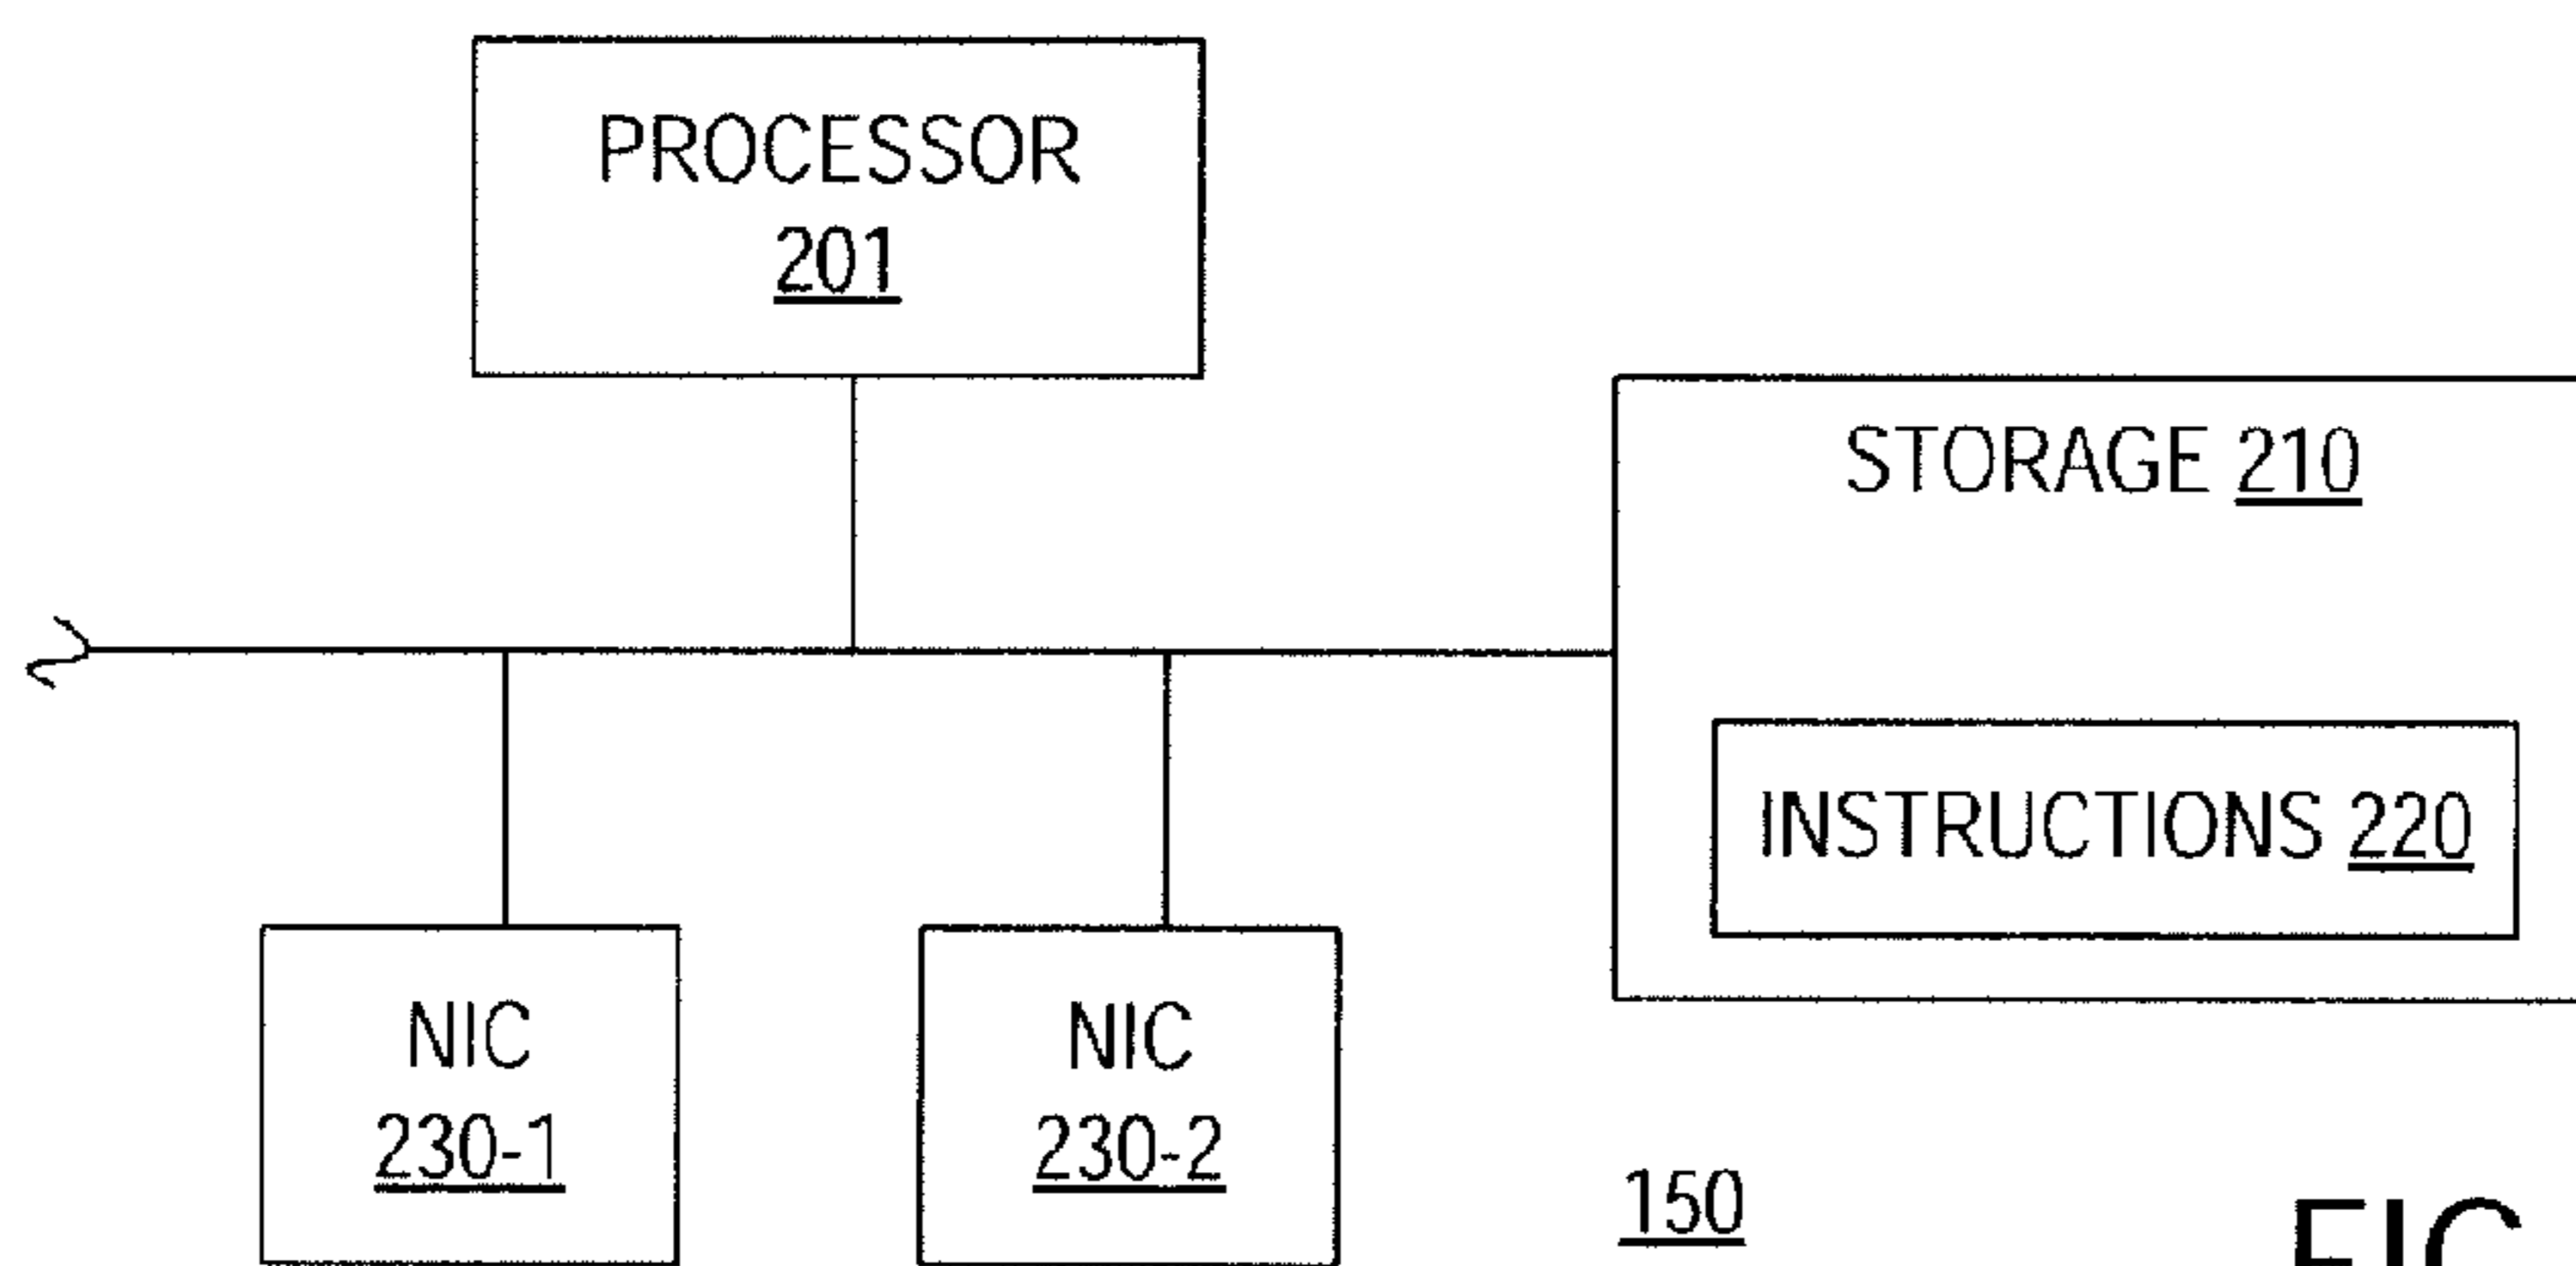 PROCESSOR
201
STORAGE 210
INSTRUCTIONS 220
NIC
230-1
NIC
230-2
150